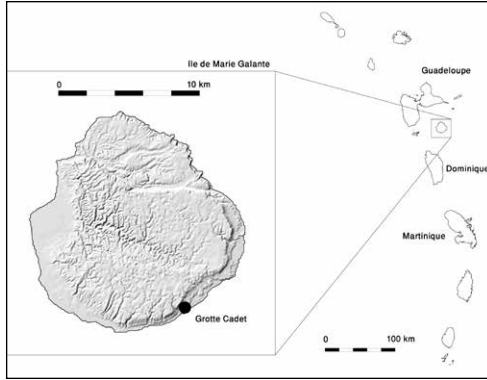 Ile de Marie Galante
0 10 km
Guadeloupe
Dominique
Martinique
Grotte Cadet
0 100 km